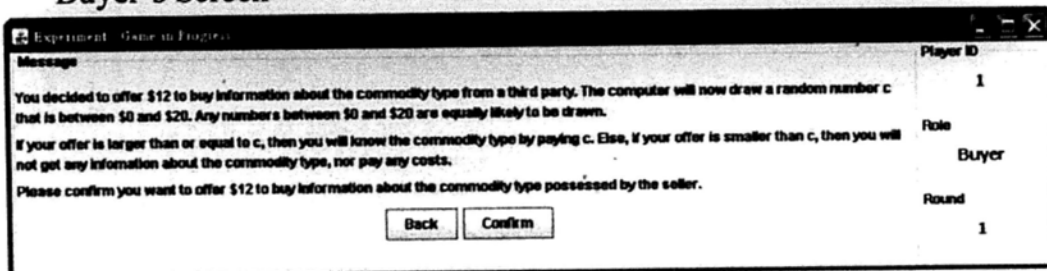 Buyer's Screen
Experiment - Game in Progress
Message
You decided to offer $12 to buy information about the commodity type from a third party. The computer will now draw a random number c
that is between $0 and $20. Any numbers between $0 and $20 are equally likely to be drawn.
If your offer is larger than or equal to c, then you will know the commodity type by paying c. Else, if your offer is smaller than c, then you will
not get any infomation about the commodity type, nor pay any costs.
Please confirm you want to offer $12 to buy information about the commodity type possessed by the seller.
Back Confirm
Player ID
1
Role
Buyer
Round
1